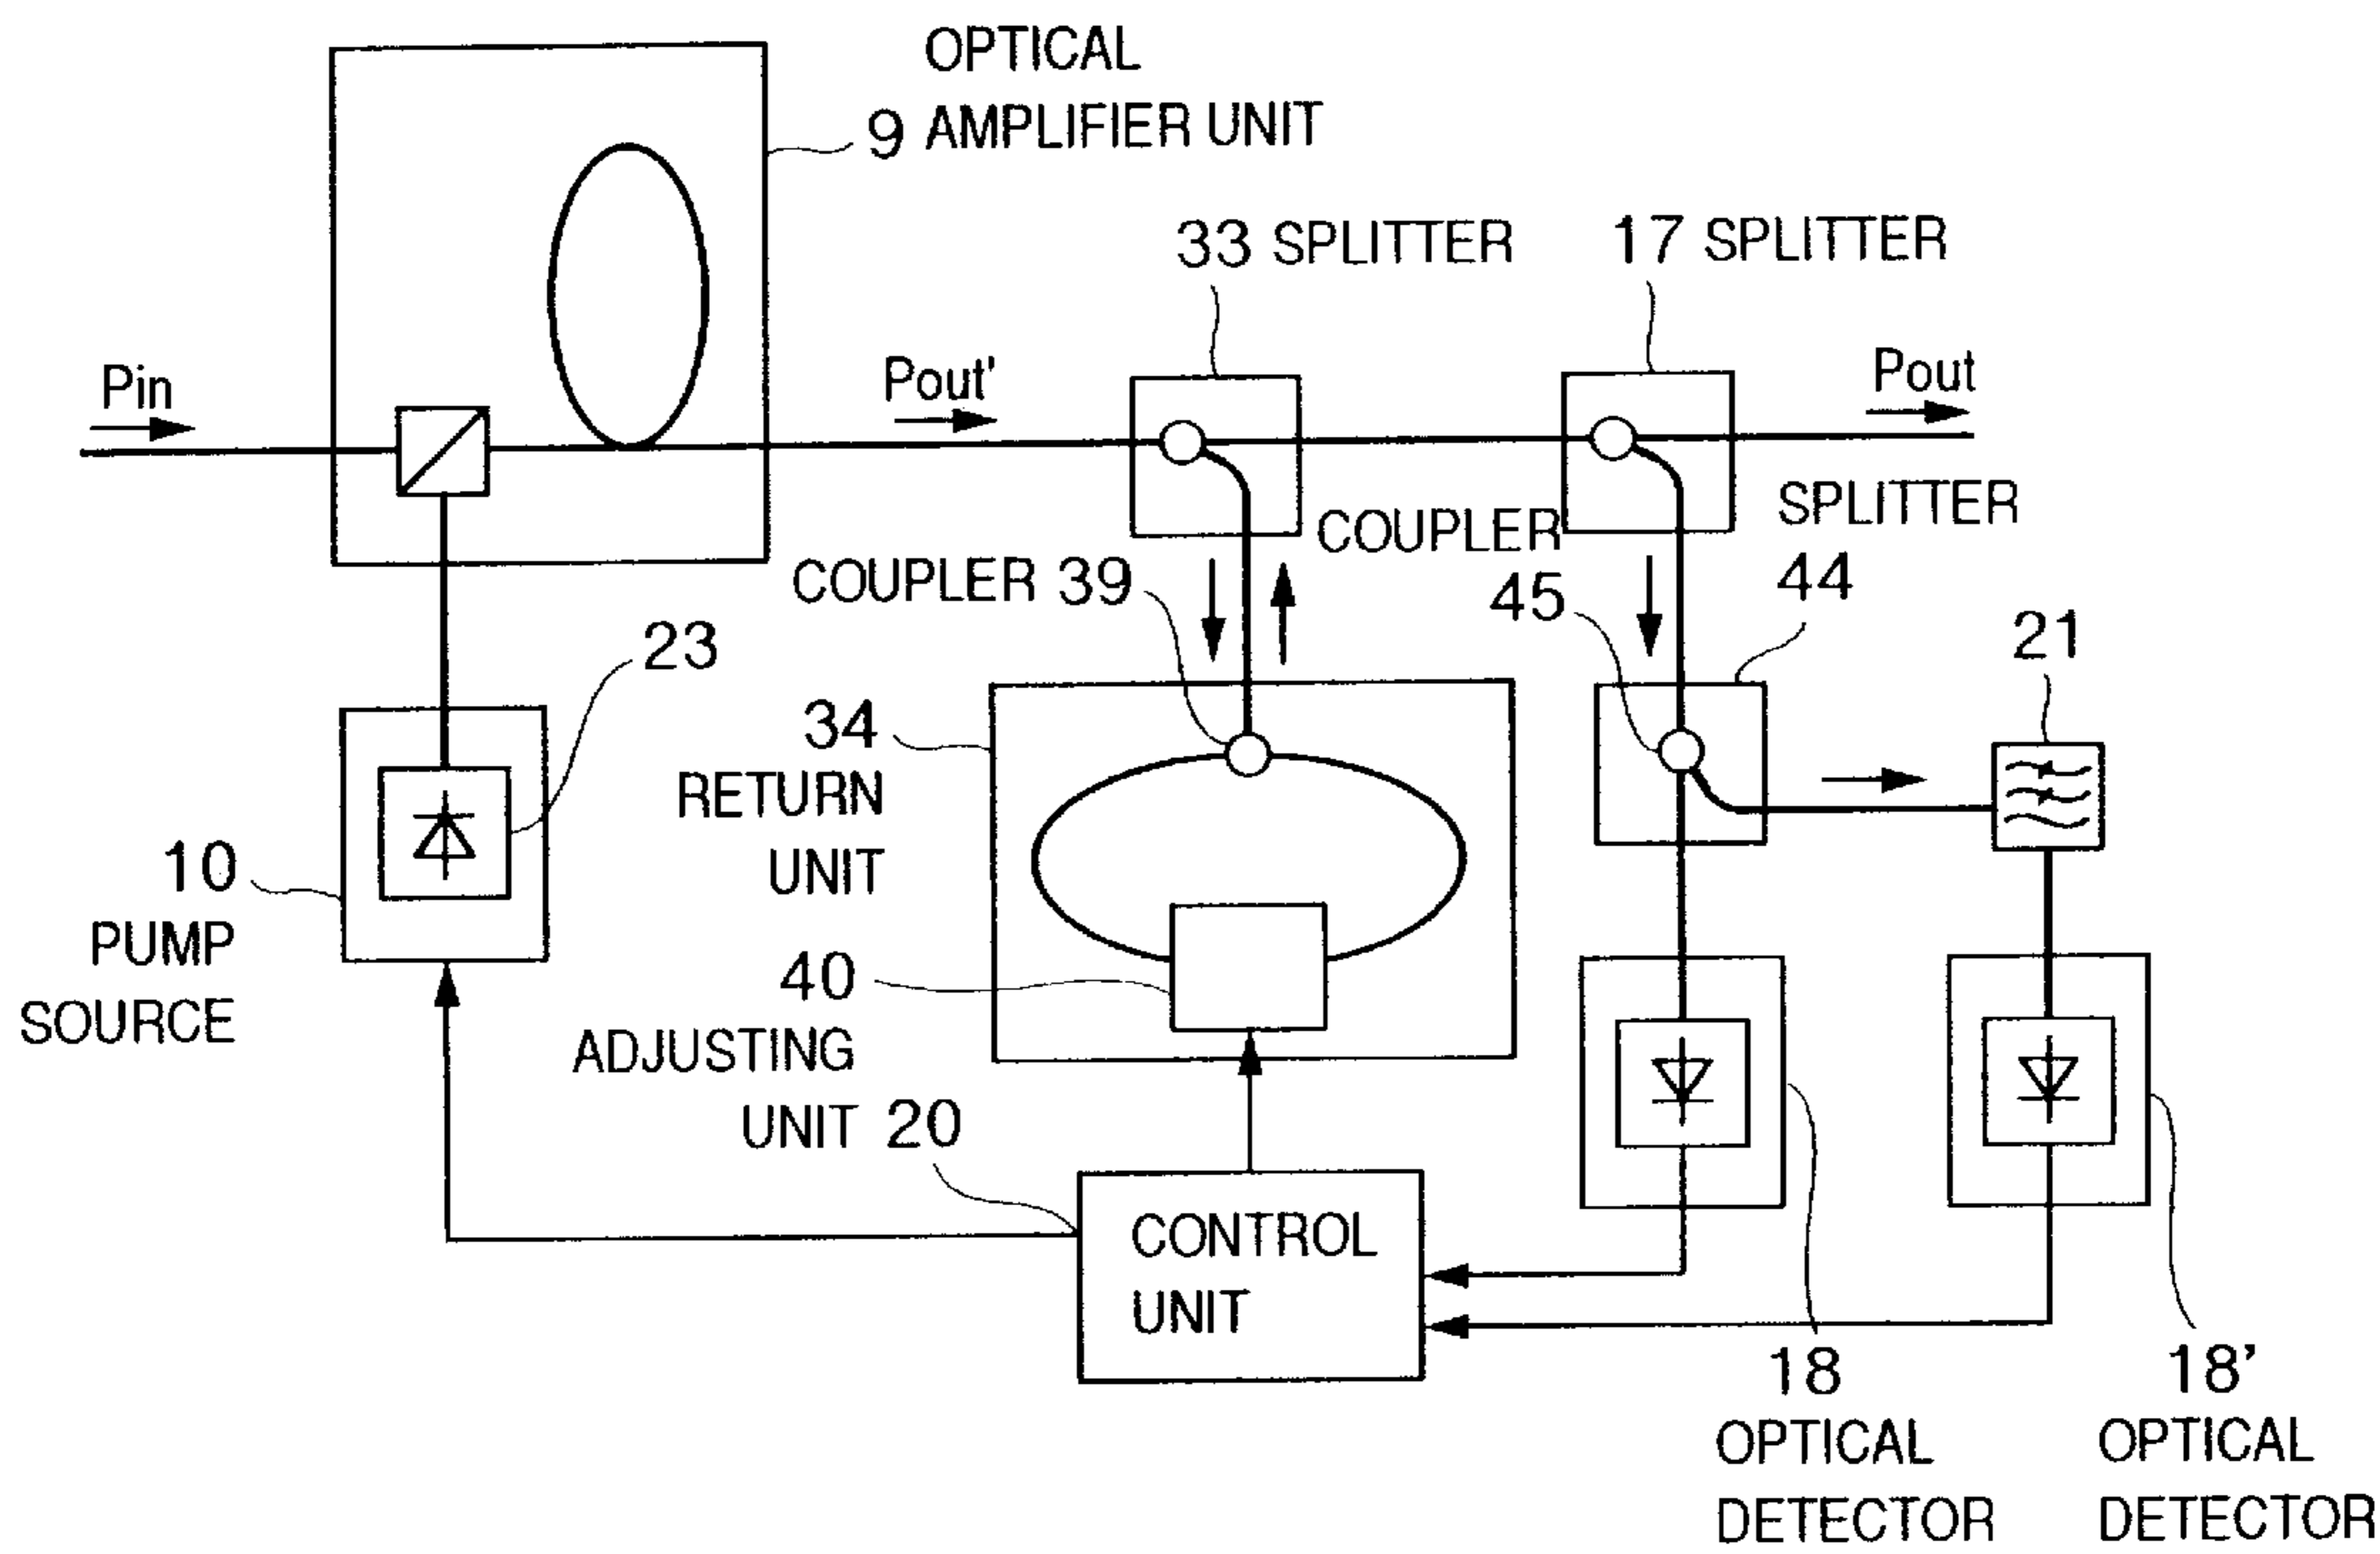 OPTICAL
9 AMPLIFIER UNIT
33 SPLITTER
17 SPLITTER
Pin
Pout'
Pout
SPLITTER
44
COUPLER
45
COUPLER 39
23
21
34
RETURN
UNIT
10
PUMP
SOURCE
40
ADJUSTING
UNIT
20
CONTROL
UNIT
18
OPTICAL
DETECTOR
18’
OPTICAL
DETECTOR